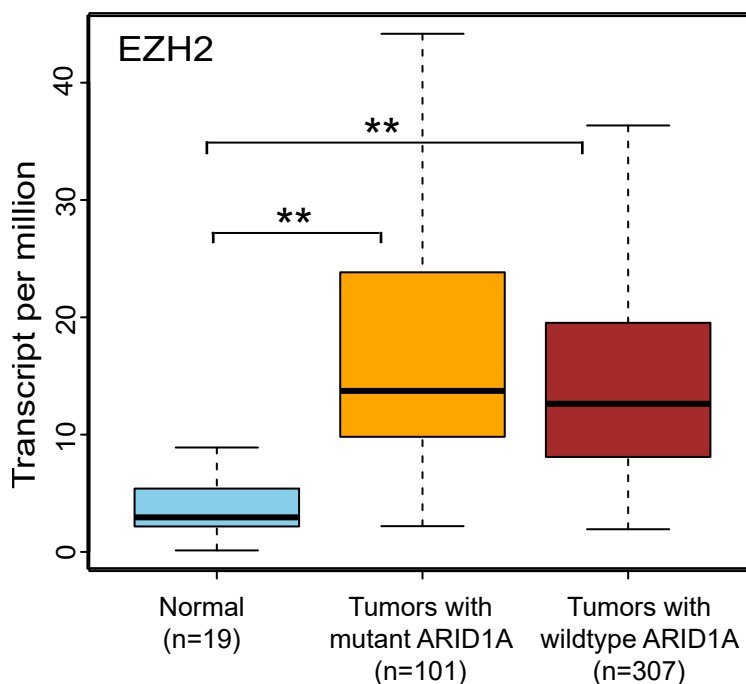 EZH2
**
**
Transcript per million
40
30
20
10
0
Normal
(n=19)
Tumors with
mutant ARID1A
(n=101)
Tumors with
wildtype ARID1A
(n=307)